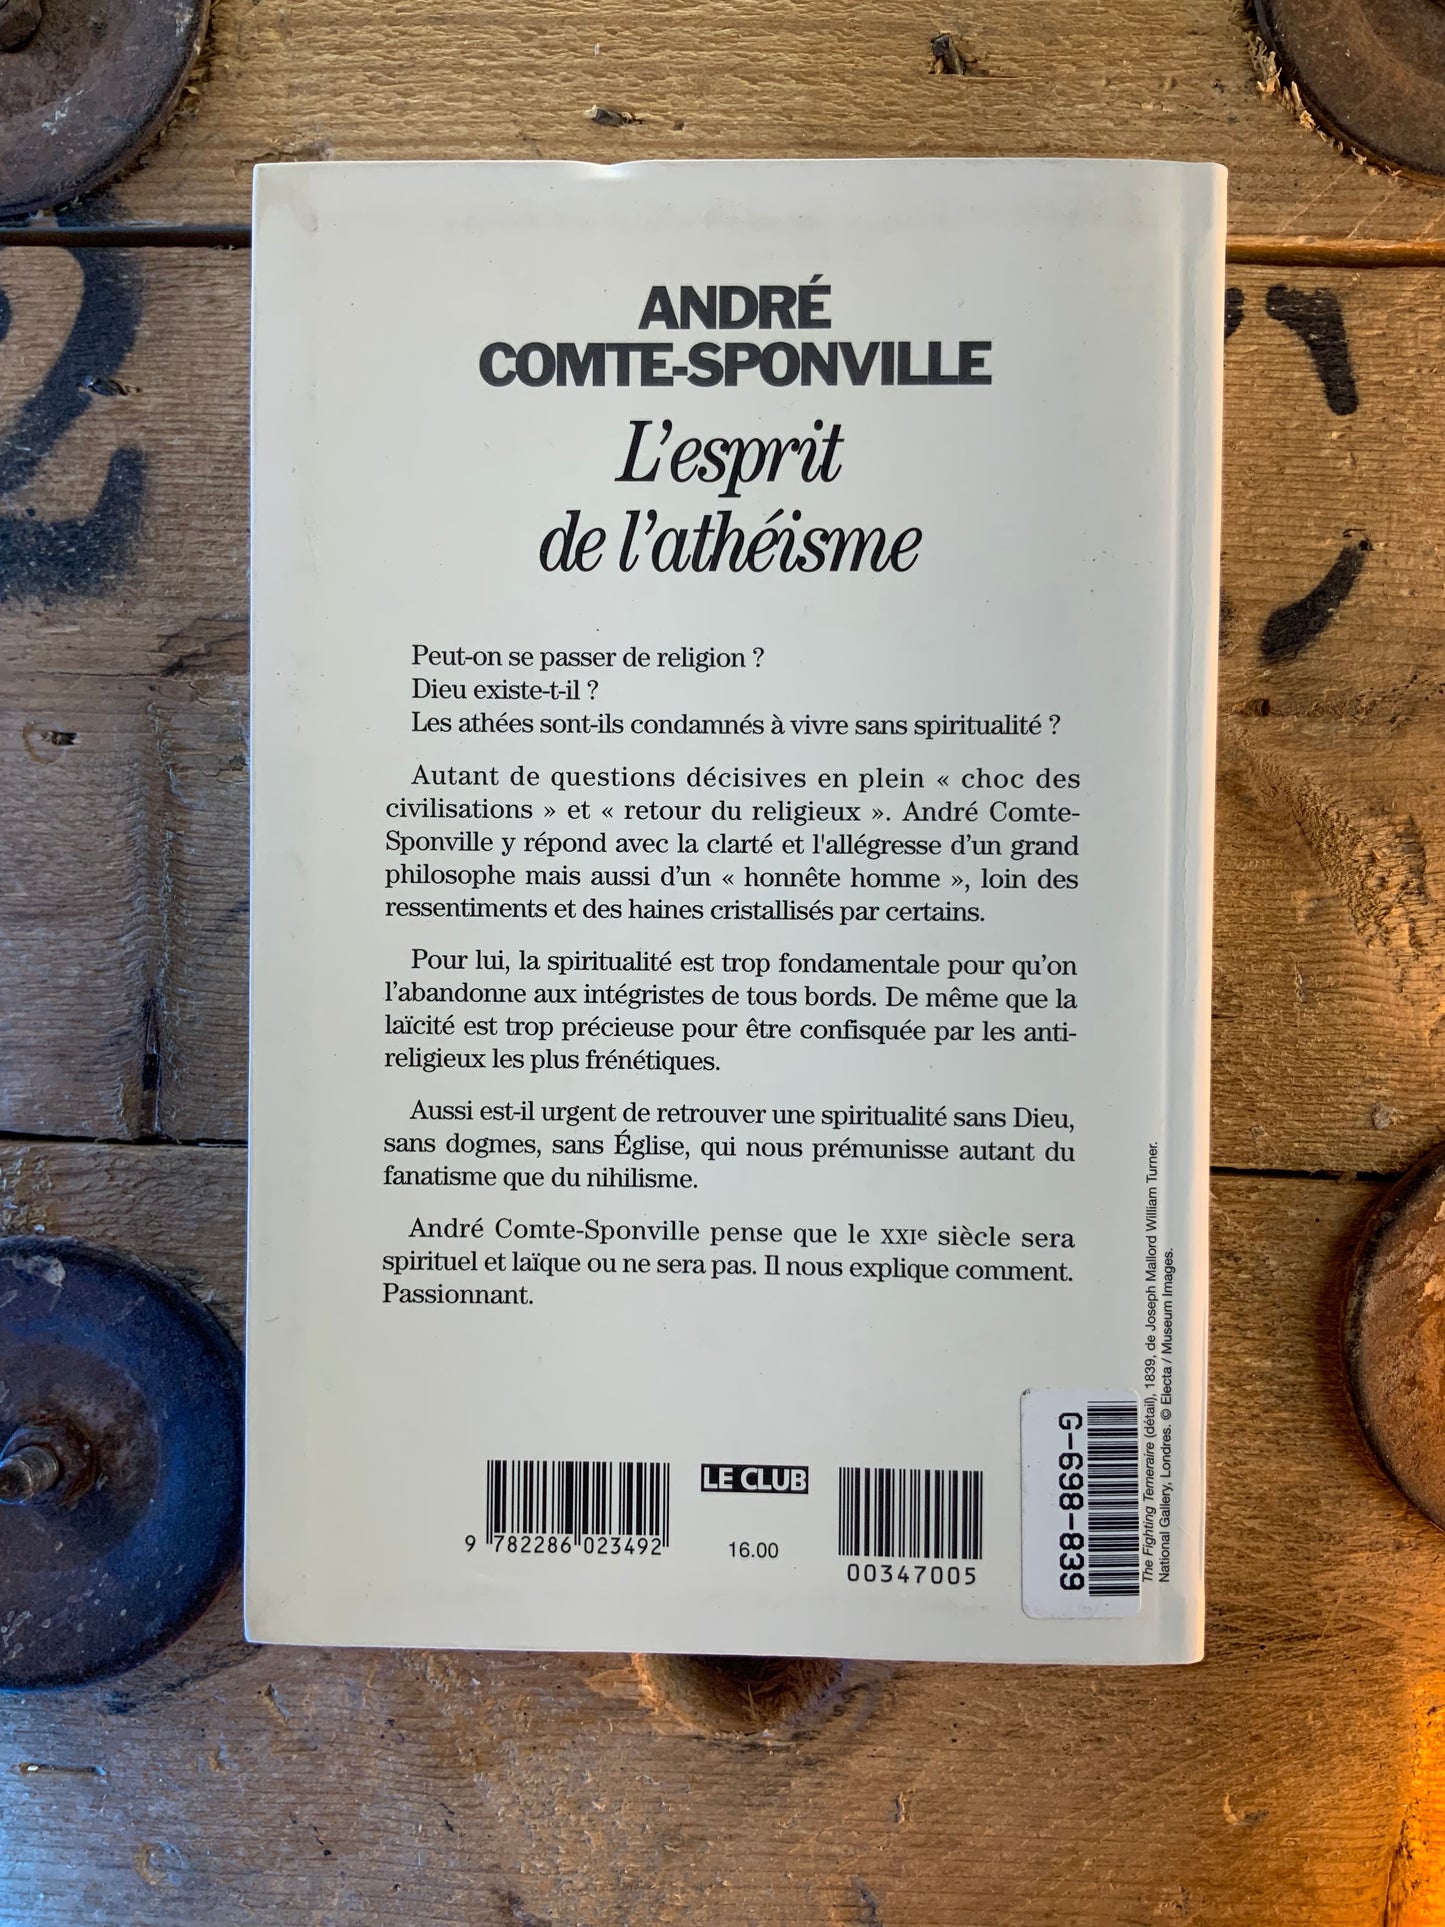 ANDRÉ
COMTE-SPONVILLE
L’esprit
de l’athéisme
Peut-on se passer de religion ?
Dieu existe-t-il ?
Les athées sont-ils condamnés à vivre sans spiritualité ?
Autant de questions décisives en plein « choc des
civilisations » et « retour du religieux ». André Comte-
Sponville y répond avec la clarté et l'allégresse d’un grand
philosophe mais aussi d’un « honnête homme », loin des
ressentiments et des haines cristallisés par certains.
Pour lui, la spiritualité est trop fondamentale pour qu’on
l’abandonne aux intégristes de tous bords. De même que la
laïcité est trop précieuse pour être confisquée par les anti-
religieux les plus frénétiques.
Aussi est-il urgent de retrouver une spiritualité sans Dieu,
sans dogmes, sans Église, qui nous prémunisse autant du
fanatisme que du nihilisme.
André Comte-Sponville pense que le XXIe siècle sera
spirituel et laïque ou ne sera pas. Il nous explique comment.
Passionnant.
9 782286 023492
LE CLUB
16.00
00347005
G-698-839
The Fighting Temeraire (détail), 1839, de Joseph Mallord William Turner.
National Gallery, Londres. © Electa / Museum Images.